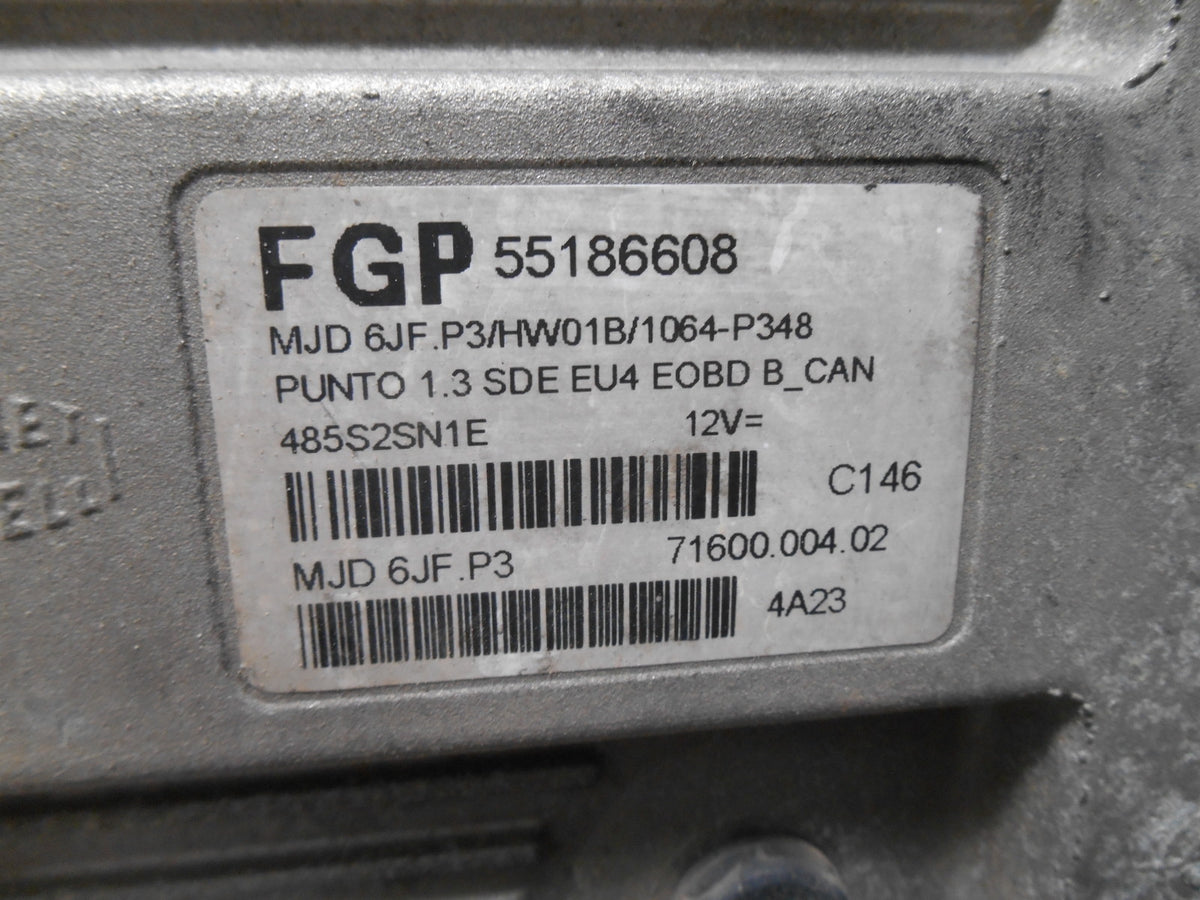 FGP 55186608
MJD 6JF.P3/HW01B/1064-P348
PUNTO 1.3 SDE EU4 EOBD B_CAN
485S2SN1E 12V=
C146
MJD 6JF.P3 71600.004.02
4A23